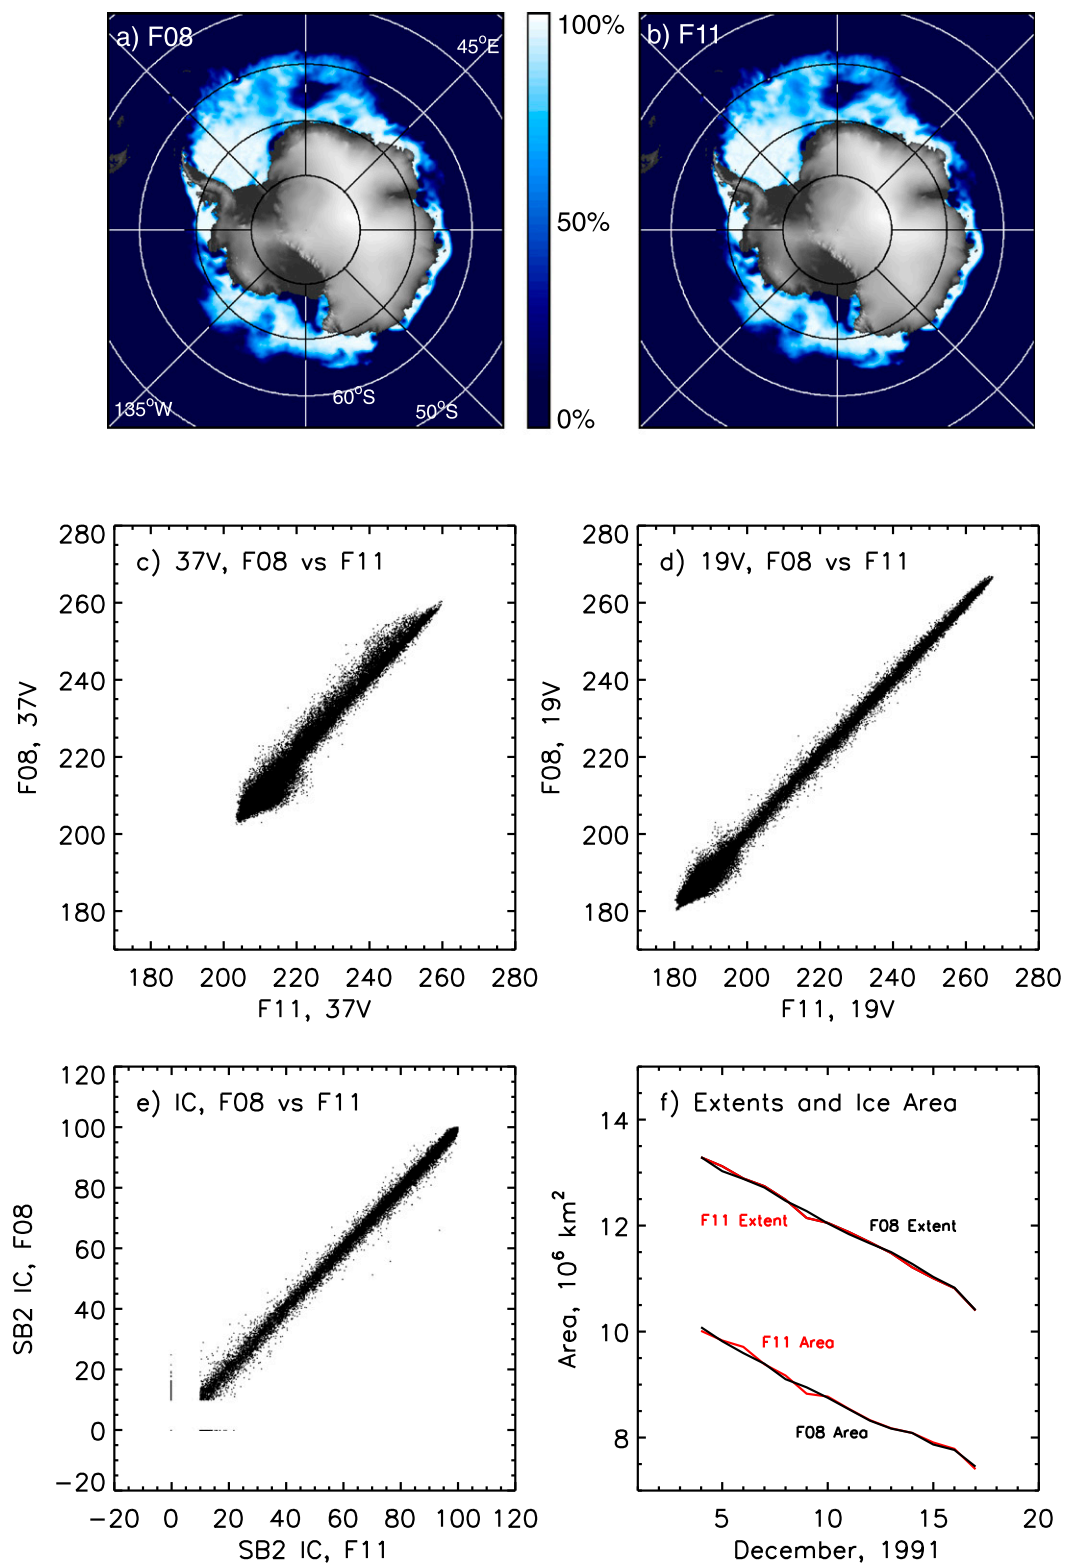 a) F08
45°E
135°W
60°S
50°S
100%
50%
0%
b) F11
c) 37V, F08 vs F11
280
260
240
220
200
180
F08, 37V
180 200 220 240 260 280
F11, 37V
d) 19V, F08 vs F11
280
260
240
220
200
180
F08, 19V
180 200 220 240 260 280
F11, 19V
e) IC, F08 vs F11
120
100
80
60
40
20
0
-20
SB2 IC, F08
-20 0 20 40 60 80 100 120
SB2 IC, F11
f) Extents and Ice Area
14
12
10
8
Area, 10⁶ km²
F11 Extent
F08 Extent
F11 Area
F08 Area
5 10 15 20
December, 1991